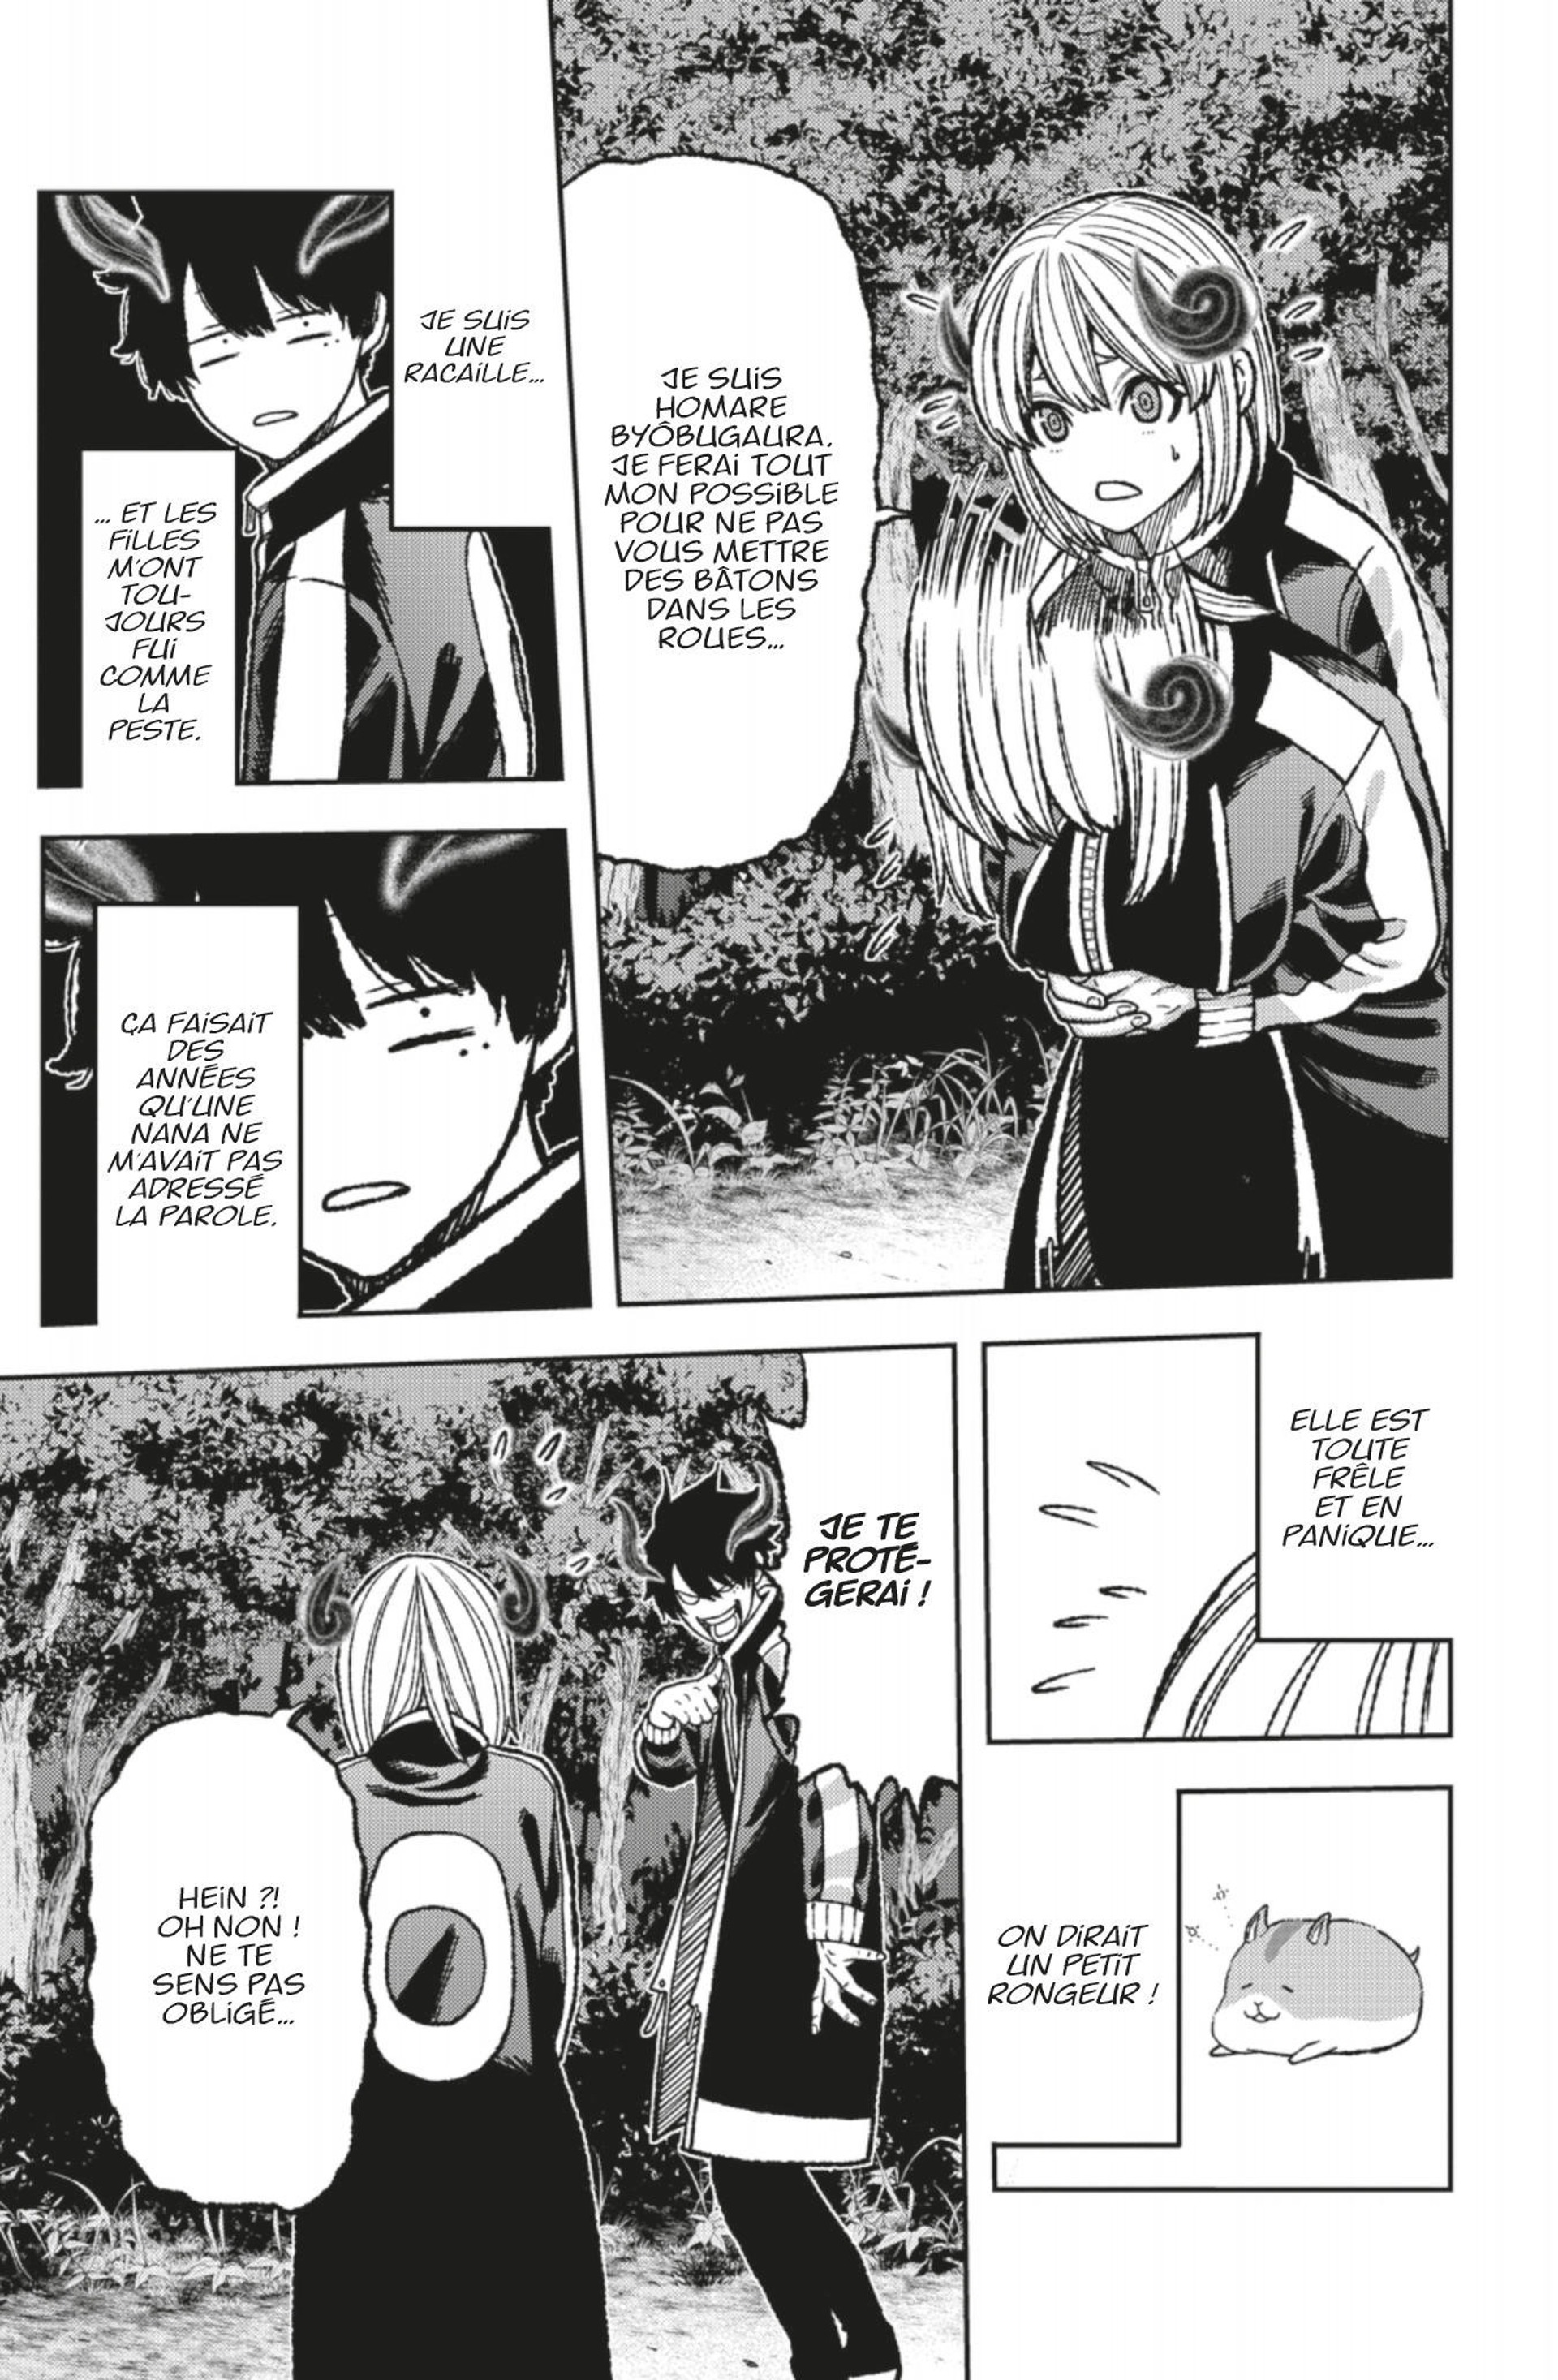 JE SUIS
HOMARE
BYÔBUGAURA.
JE FERAI TOUT
MON POSSIBLE
POUR NE PAS
VOUS METTRE
DES BÂTONS
DANS LES
ROUES...
JE SUIS
UNE
RACAILLE...
... ET LES
FILLES
M'ONT
TOU-
JOURS
FUI
COMME
LA
PESTE.
ÇA FAISAIT
DES
ANNÉES
QU'UNE
NANA NE
M'AVAIT PAS
ADRESSÉ
LA PAROLE.
ELLE EST
TOUTE
FRÊLE
ET EN
PANIQUE...
ON DIRAIT
UN PETIT
RONGEUR !
JE TE
PROTÉ-
GERAI !
HEIN ?!
OH NON !
NE TE
SENS PAS
OBLIGÉ...